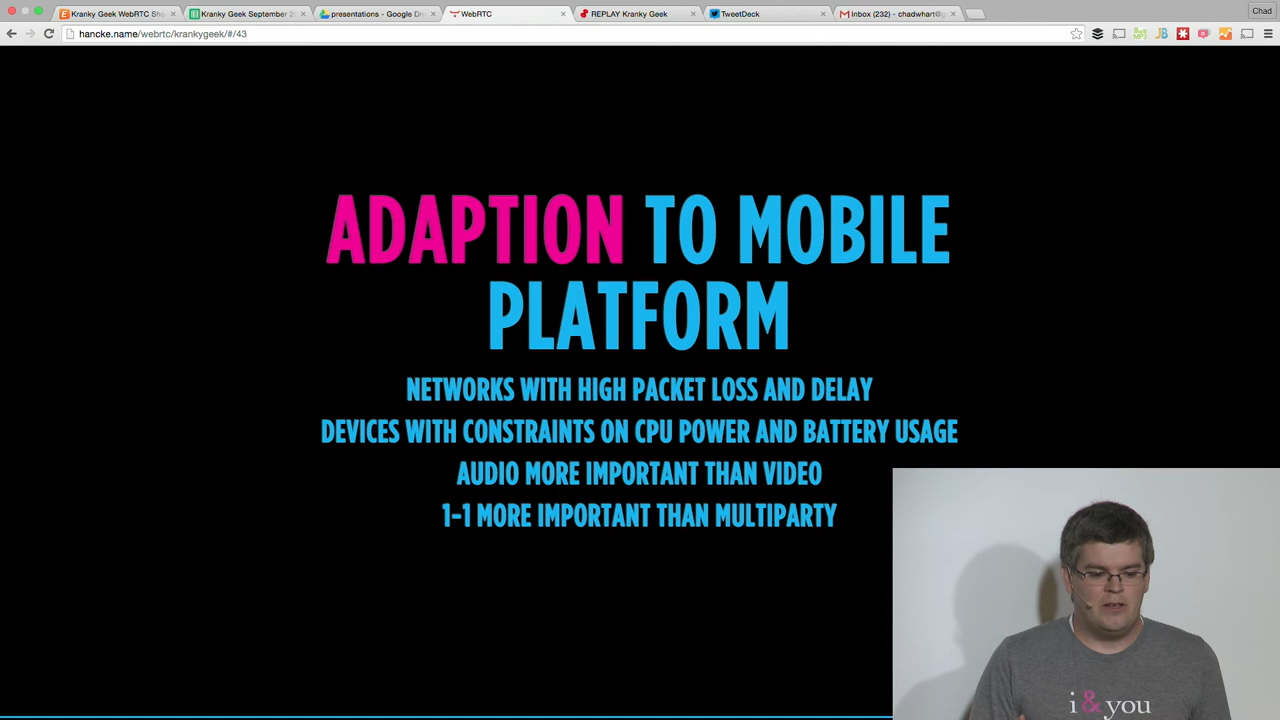 Kranky Geek WebRTC Sho
Kranky Geek September 2
presentations - Google Dri
WebRTC
REPLAY Kranky Geek
TweetDeck
Inbox (232) - chadwhart@g
Chad
hancke.name/webrtc/krankygeek/#/43
ADAPTION TO MOBILE
PLATFORM
NETWORKS WITH HIGH PACKET LOSS AND DELAY
DEVICES WITH CONSTRAINTS ON CPU POWER AND BATTERY USAGE
AUDIO MORE IMPORTANT THAN VIDEO
1-1 MORE IMPORTANT THAN MULTIPARTY
i & you